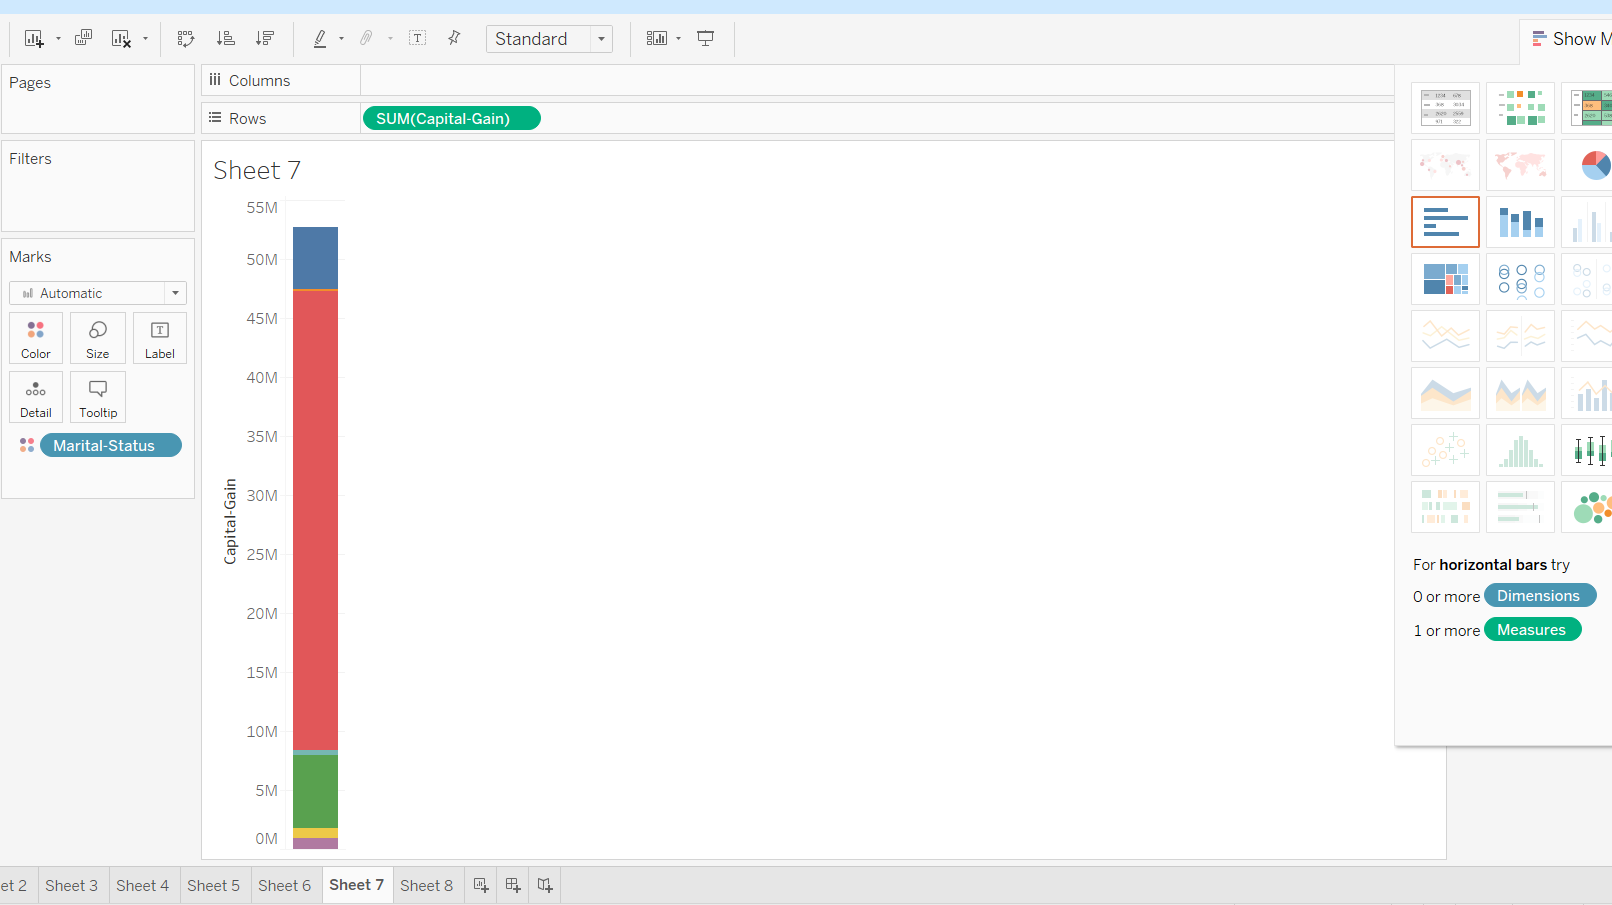 Standard
Show M
Pages
Columns
Rows
SUM(Capital-Gain)
Filters
Sheet 7
Marks
Automatic
Color
Size
Label
Detail
Tooltip
Marital-Status
55M
50M
45M
40M
35M
30M
25M
20M
15M
10M
5M
0M
Capital-Gain
For horizontal bars try
0 or more Dimensions
1 or more Measures
et 2
Sheet 3
Sheet 4
Sheet 5
Sheet 6
Sheet 7
Sheet 8